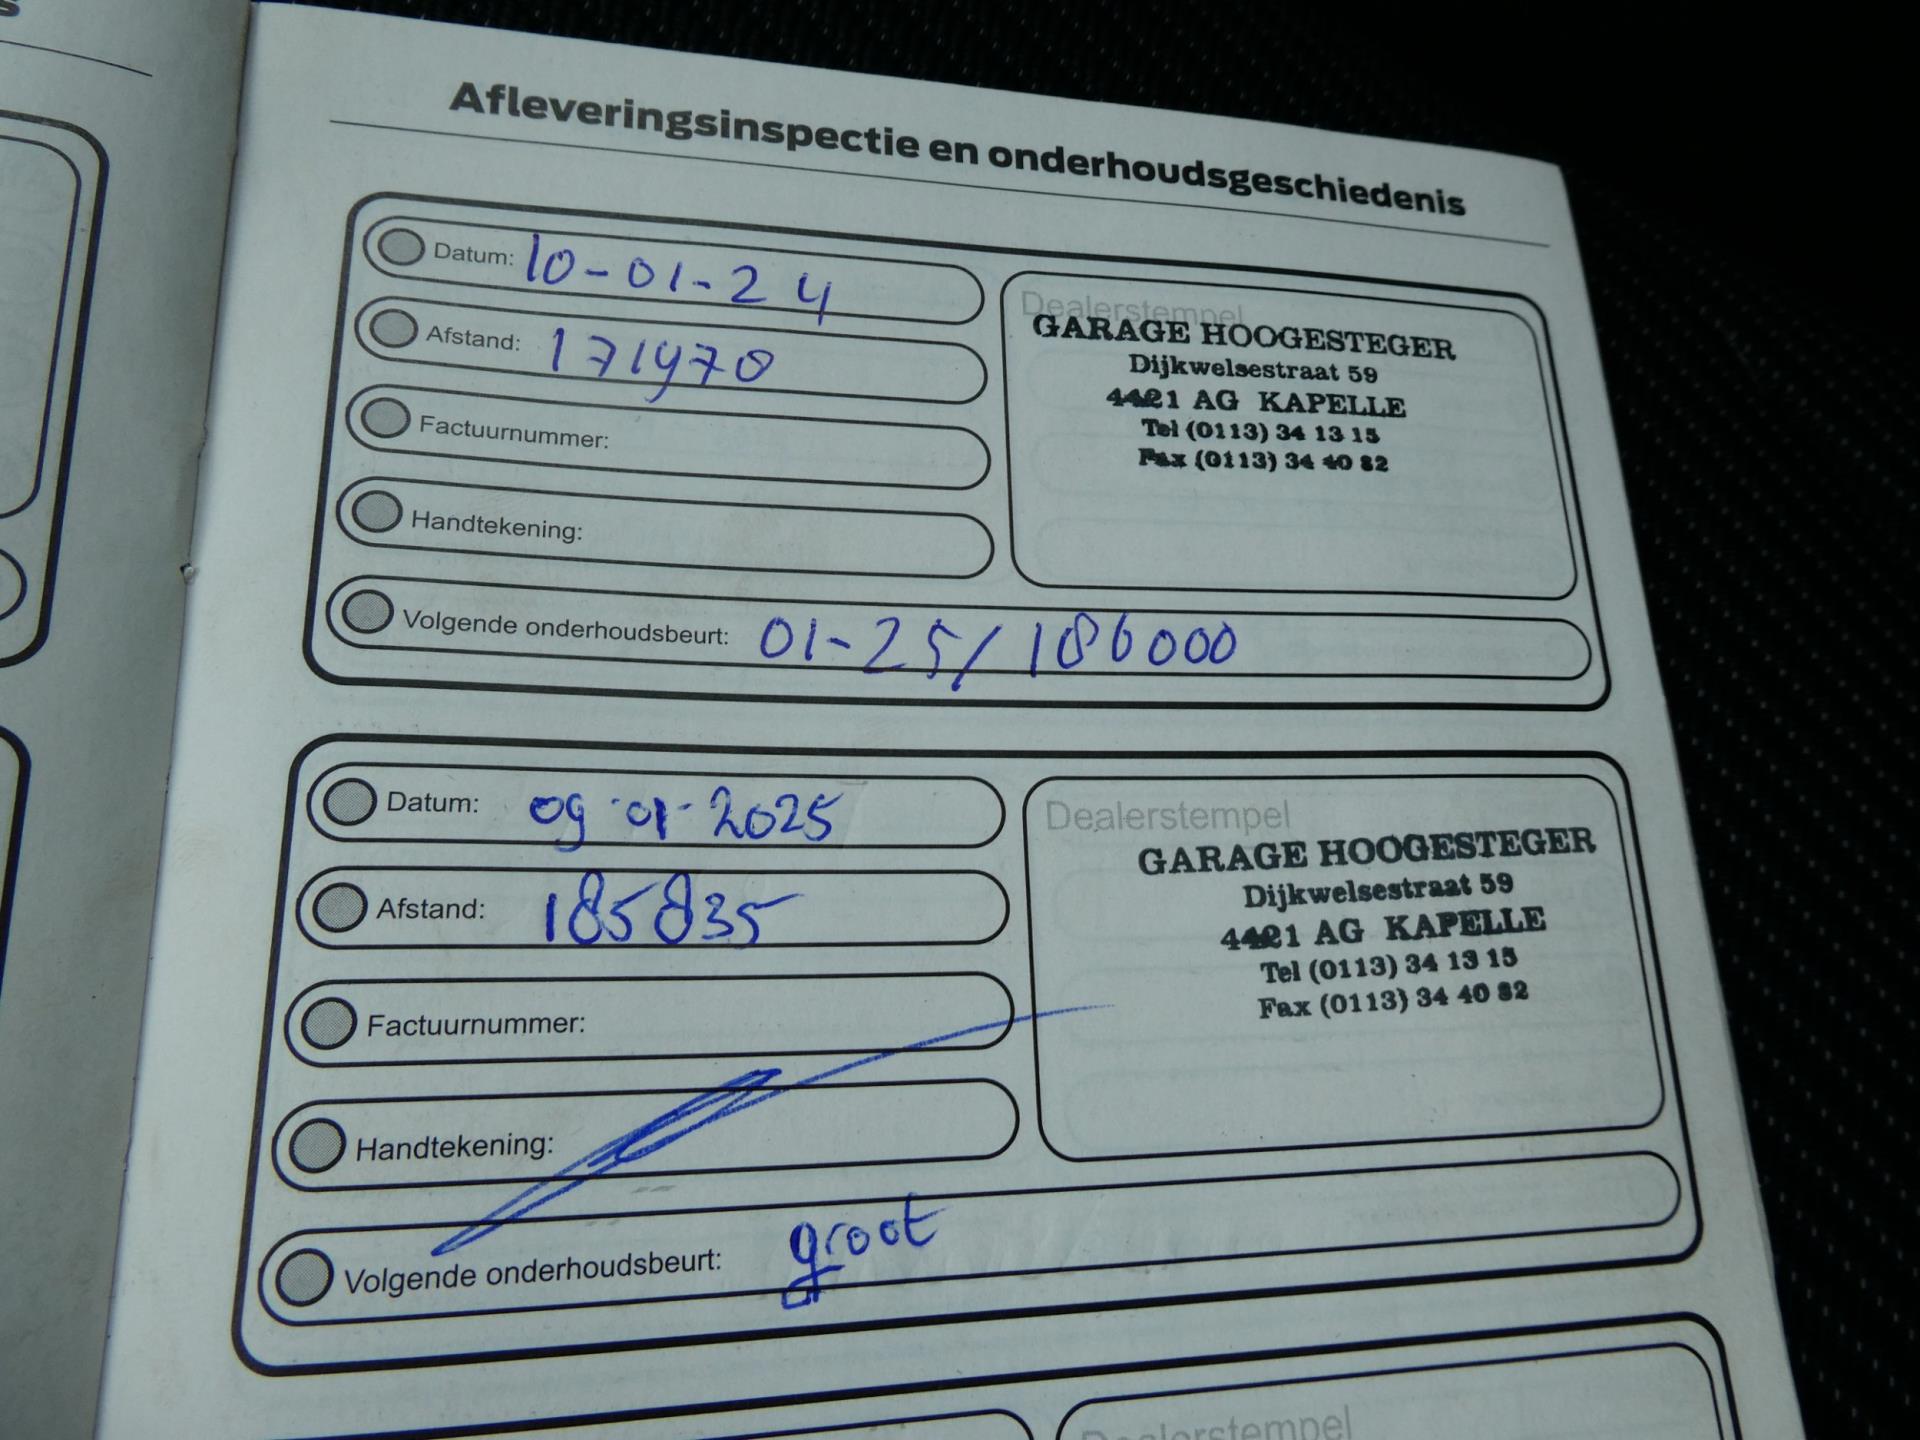 Afleveringsinspectie en onderhoudsgeschiedenis
Datum: 10-01-24
Afstand: 171970
Factuurnummer:
Handtekening:
Volgende onderhoudsbeurt: 01-25/186000
Dealerstempel
GARAGE HOOGESTEGER
Dijkwelsestraat 59
4421 AG KAPELLE
Tel (0113) 34 13 15
Fax (0113) 34 40 82
Datum: 09-01-2025
Afstand: 185835
Factuurnummer:
Handtekening:
Volgende onderhoudsbeurt: groot
Dealerstempel
GARAGE HOOGESTEGER
Dijkwelsestraat 59
4421 AG KAPELLE
Tel (0113) 34 13 15
Fax (0113) 34 40 82
Dealerstempel